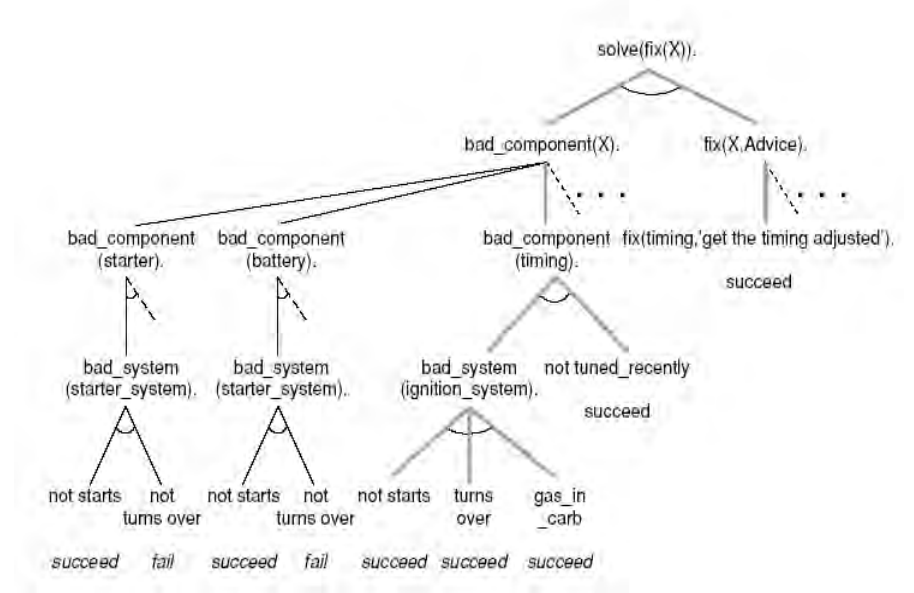 solve(fix(X)).
bad_component(X). fix(X,Advice).
. . . . . .
bad_component bad_component bad_component fix(timing,'get the timing adjusted').
(starter). (battery). (timing).
succeed
bad_system bad_system bad_system not tuned_recently
(starter_system). (starter_system). (ignition_system).
succeed
not starts not not starts not not starts turns gas_in
turns over turns over over _carb
succeed fail succeed fail succeed succeed succeed